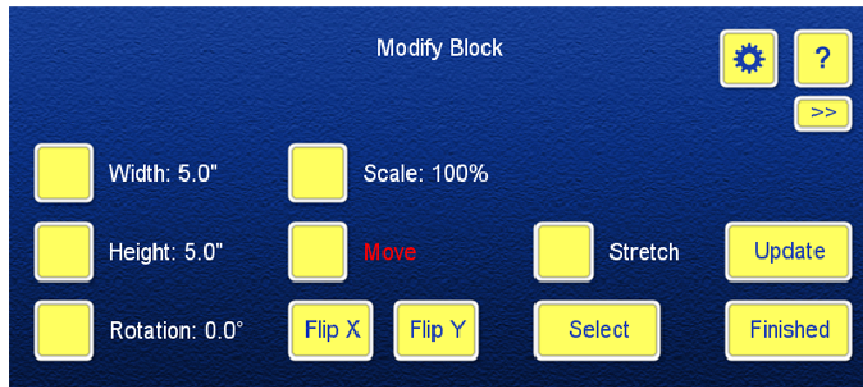 Modify Block
?
>>
Width: 5.0"
Scale: 100%
Height: 5.0"
Move
Stretch
Update
Rotation: 0.0°
Flip X
Flip Y
Select
Finished